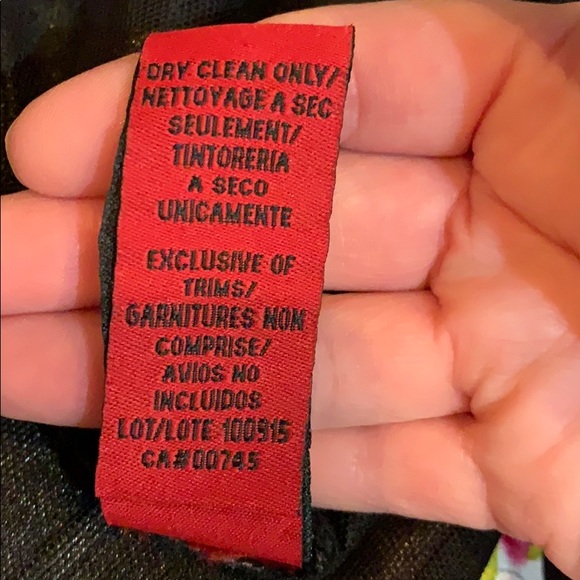 DRY CLEAN ONLY/
NETTOYAGE A SEC
SEULEMENT/
TINTORERIA
A SECO
UNICAMENTE
EXCLUSIVE OF
TRIMS/
GARNITURES NON
COMPRISE/
AVIOS NO
INCLUIDOS
LOT/LOTE 100915
CA#00745